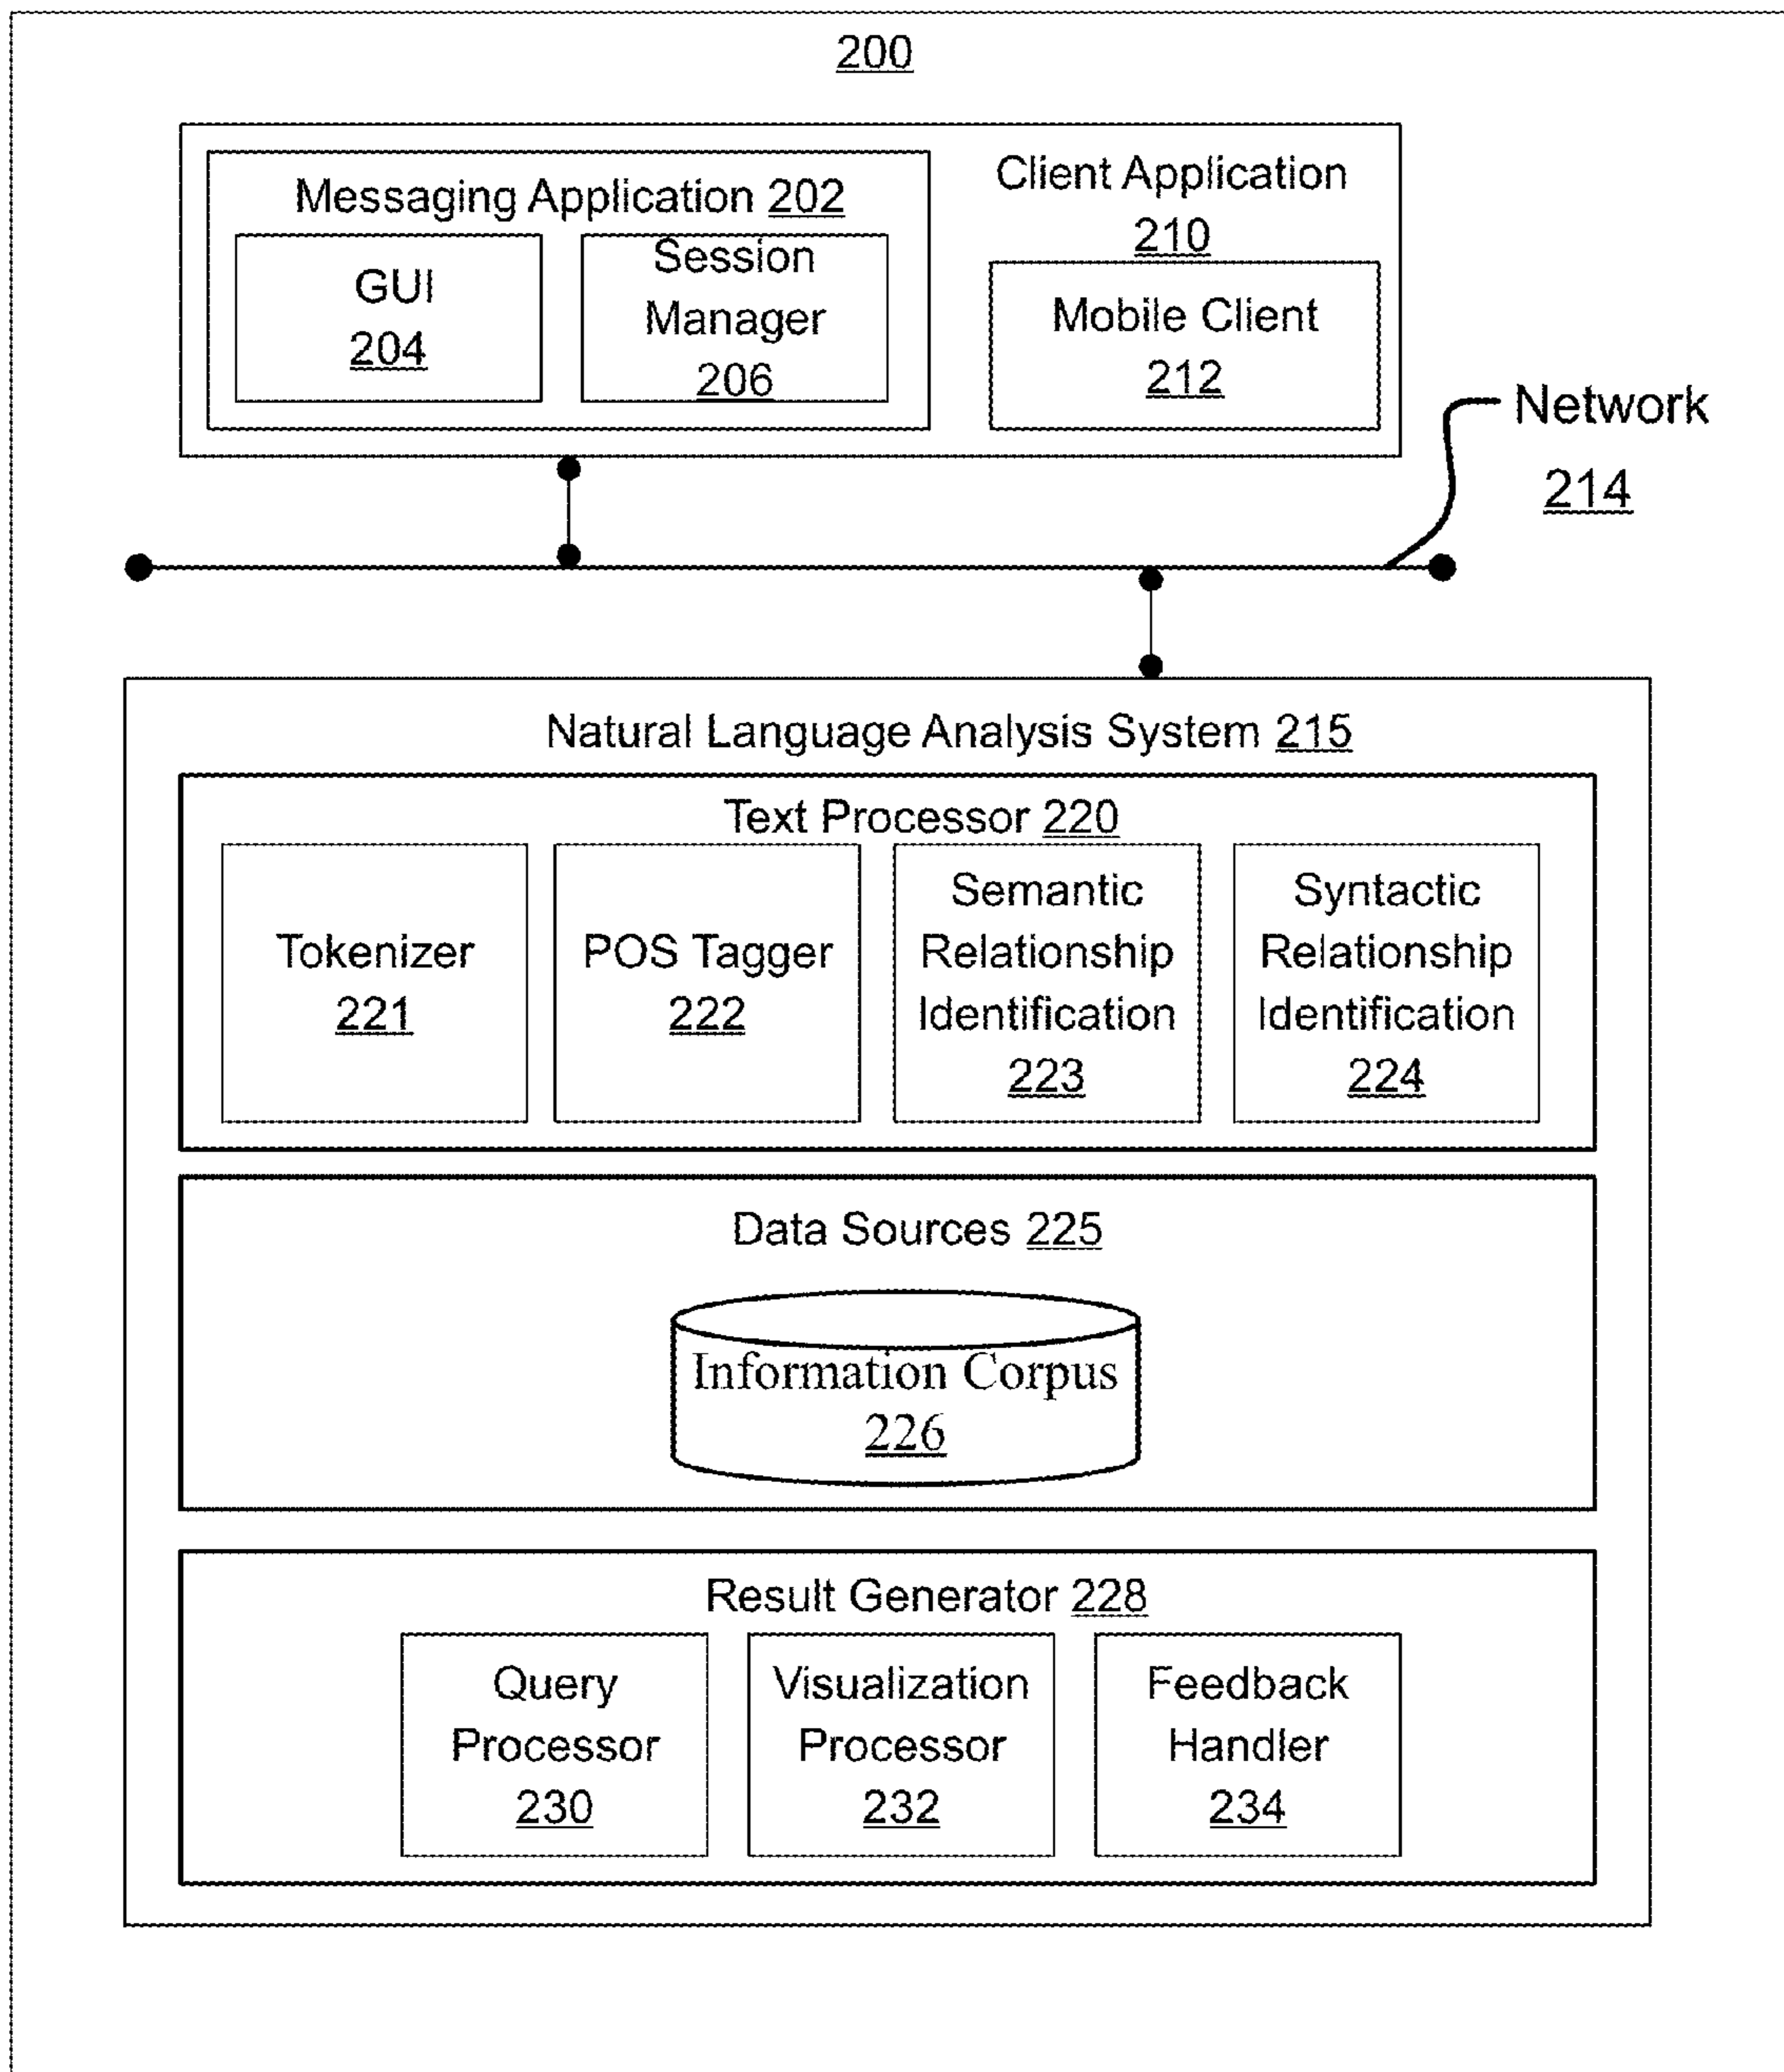 200
Messaging Application 202
GUI
204
Session
Manager
206
Client Application
210
Mobile Client
212
Network
214
Natural Language Analysis System 215
Text Processor 220
Tokenizer
221
POS Tagger
222
Semantic
Relationship
Identification
223
Syntactic
Relationship
Identification
224
Data Sources 225
Information Corpus
226
Result Generator 228
Query
Processor
230
Visualization
Processor
232
Feedback
Handler
234